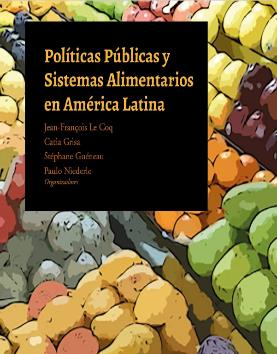 Políticas Públicas y
Sistemas Alimentarios
en América Latina
Jean-François Le Coq
Catia Grisa
Stéphane Guéneau
Paulo Niederle
Organizadores